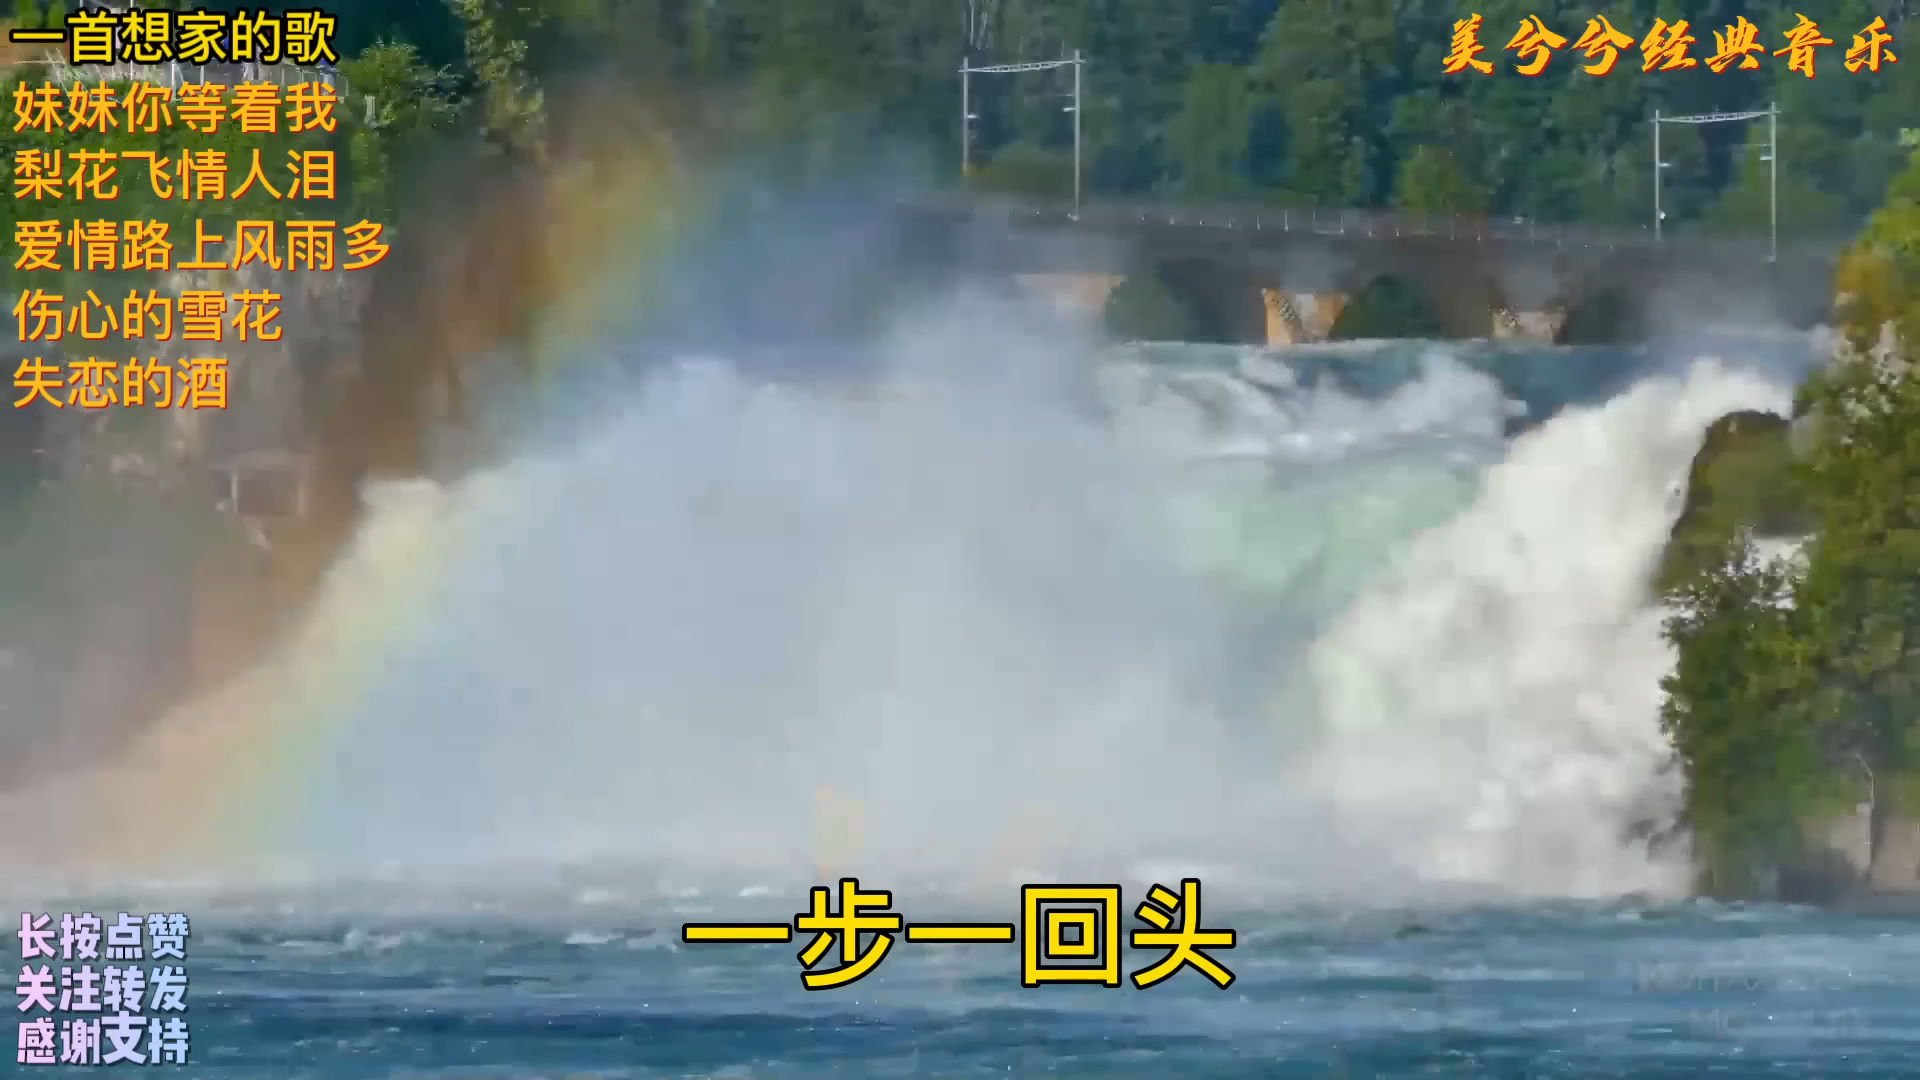 一首想家的歌
妹妹你等着我
梨花飞情人泪
爱情路上风雨多
伤心的雪花
失恋的酒
美兮兮经典音乐
一步一回头
长按点赞
关注转发
感谢支持